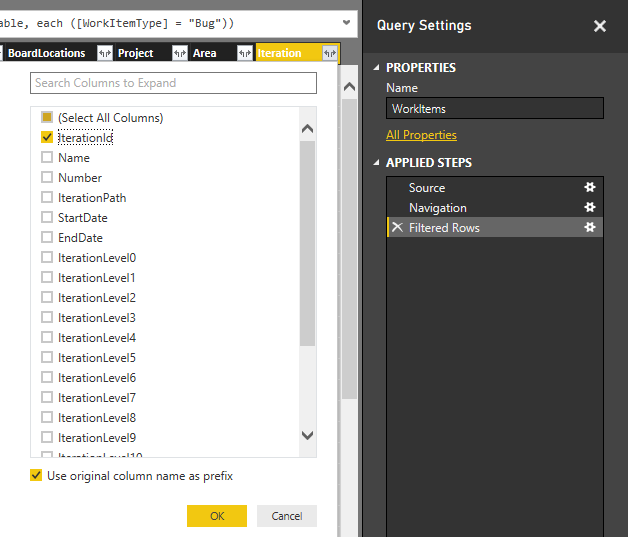 able, each ([WorkItemType] = "Bug"))
BoardLocations Project Area Iteration
Search Columns to Expand
(Select All Columns)
IterationId
Name
Number
IterationPath
StartDate
EndDate
IterationLevel0
IterationLevel1
IterationLevel2
IterationLevel3
IterationLevel4
IterationLevel5
IterationLevel6
IterationLevel7
IterationLevel8
IterationLevel9
IterationLevel10
Use original column name as prefix
OK Cancel
Query Settings
PROPERTIES
Name
WorkItems
All Properties
APPLIED STEPS
Source
Navigation
Filtered Rows